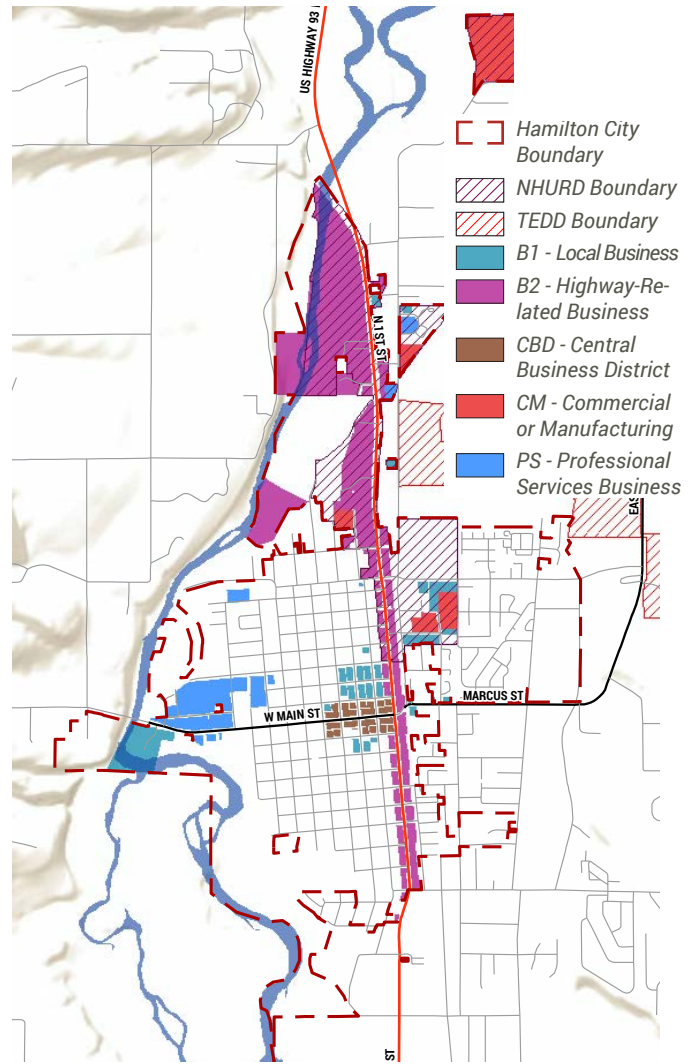 US HIGHWAY 93
Hamilton City
Boundary
NHURD Boundary
TEDD Boundary
B1 - Local Business
B2 - Highway-Re-
lated Business
CBD - Central
Business District
CM - Commercial
or Manufacturing
PS - Professional
Services Business
N 1ST ST
EAS
MARCUS ST
W MAIN ST
ST